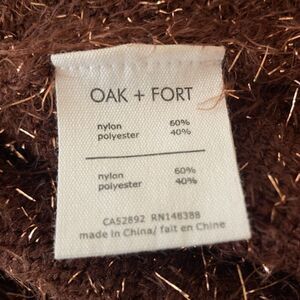 OAK + FORT
nylon 60%
polyester 40%
nylon 60%
polyester 40%
CA52892 RN148388
made in China/ fait en Chine